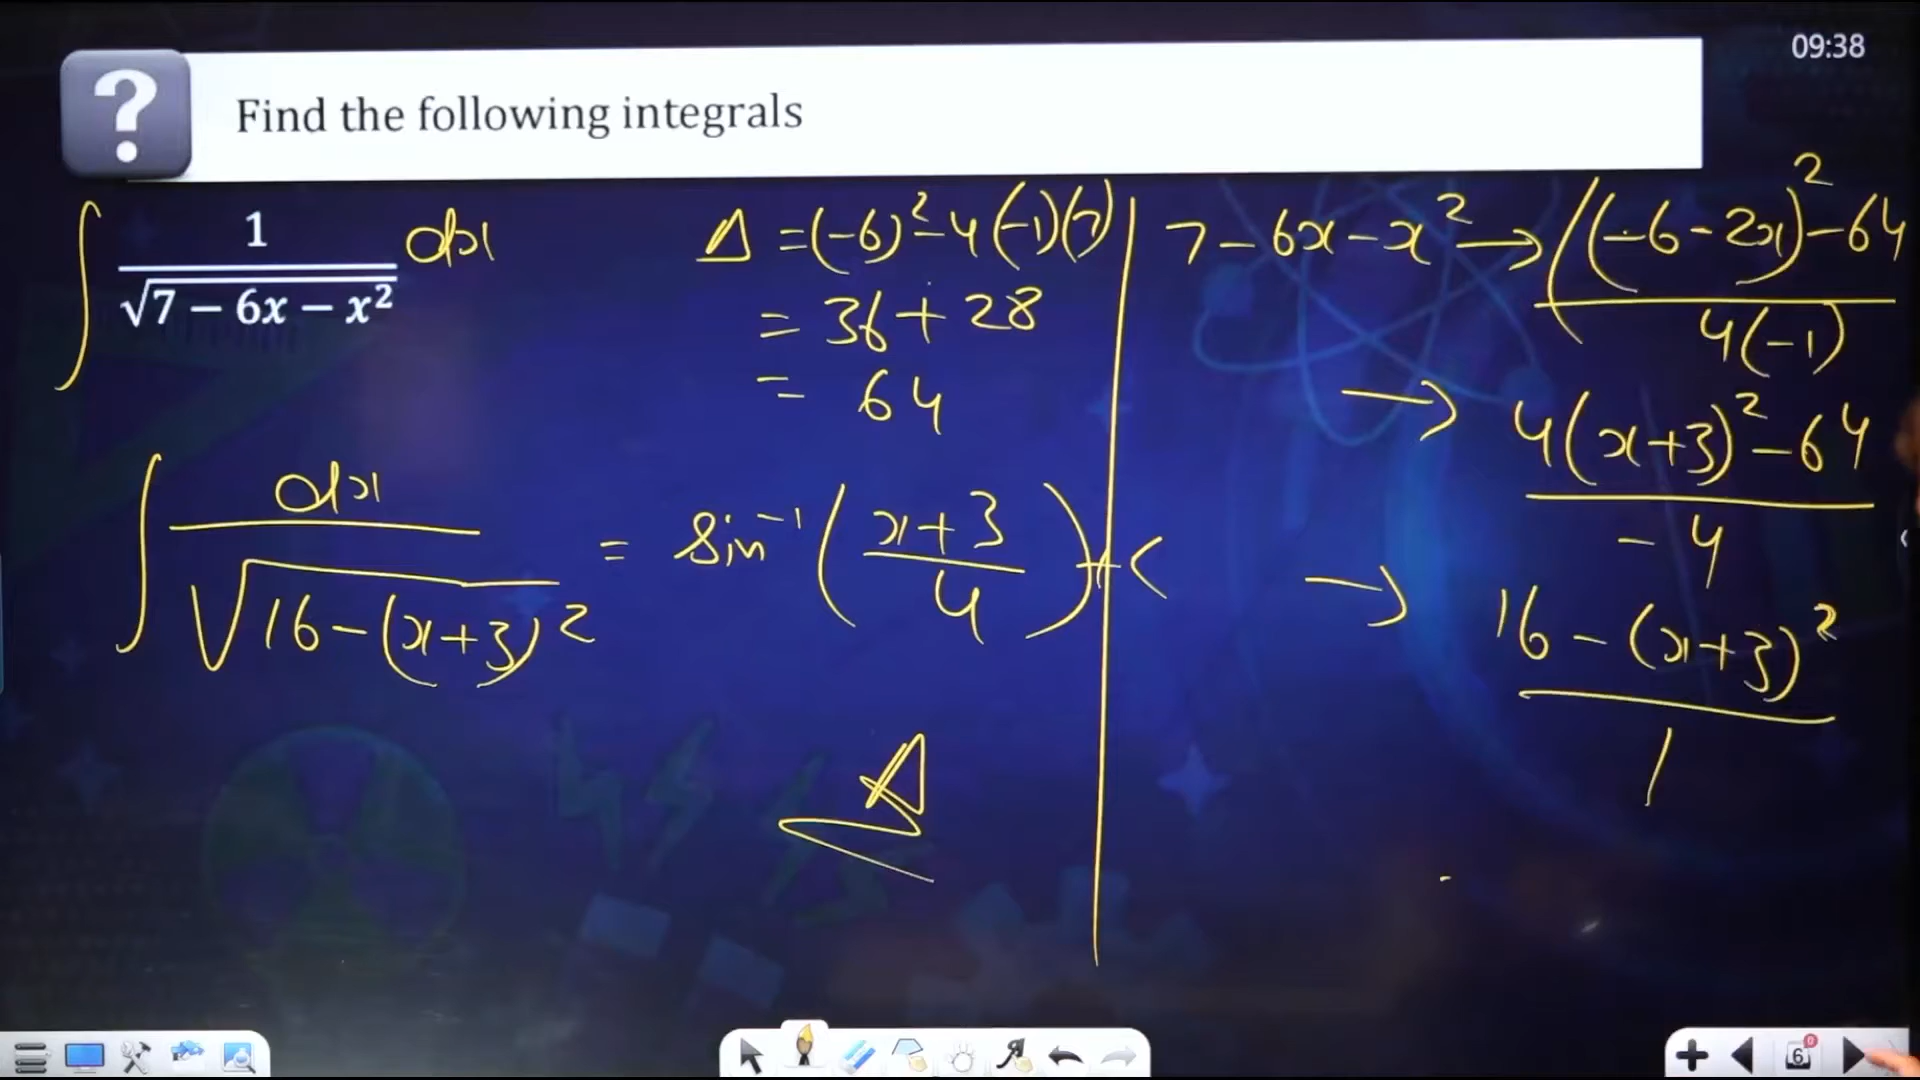 09:38
?
Find the following integrals
∫ 1/√(7 − 6x − x²) dx
Δ = (-6)² - 4(-1)(7)
= 36 + 28
= 64
∫ dx/√(16-(x+3)²) = sin⁻¹((x+3)/4) + c
7 - 6x - x² → ((-6-2x)² - 64)/(4(-1))
→ (4(x+3)² - 64)/(-4)
→ (16 - (x+3)²)/1
6
0